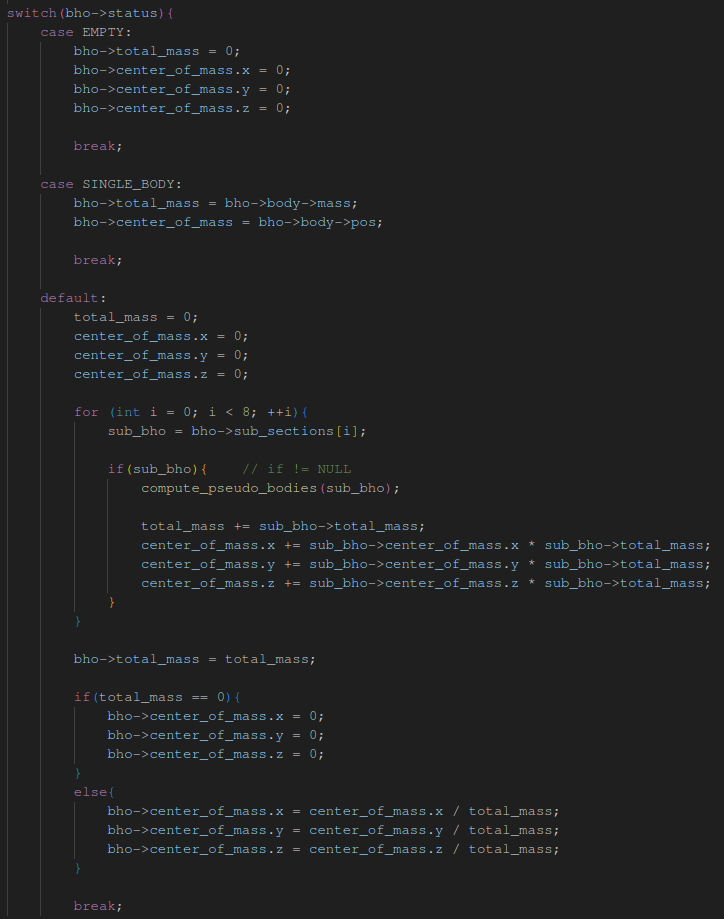 switch(bho->status){
    case EMPTY:
        bho->total_mass = 0;
        bho->center_of_mass.x = 0;
        bho->center_of_mass.y = 0;
        bho->center_of_mass.z = 0;

        break;

    case SINGLE_BODY:
        bho->total_mass = bho->body->mass;
        bho->center_of_mass = bho->body->pos;

        break;

    default:
        total_mass = 0;
        center_of_mass.x = 0;
        center_of_mass.y = 0;
        center_of_mass.z = 0;

        for (int i = 0; i < 8; ++i){
            sub_bho = bho->sub_sections[i];

            if(sub_bho){    // if != NULL
                compute_pseudo_bodies(sub_bho);

                total_mass += sub_bho->total_mass;
                center_of_mass.x += sub_bho->center_of_mass.x * sub_bho->total_mass;
                center_of_mass.y += sub_bho->center_of_mass.y * sub_bho->total_mass;
                center_of_mass.z += sub_bho->center_of_mass.z * sub_bho->total_mass;
            }
        }

        bho->total_mass = total_mass;

        if(total_mass == 0){
            bho->center_of_mass.x = 0;
            bho->center_of_mass.y = 0;
            bho->center_of_mass.z = 0;
        }
        else{
            bho->center_of_mass.x = center_of_mass.x / total_mass;
            bho->center_of_mass.y = center_of_mass.y / total_mass;
            bho->center_of_mass.z = center_of_mass.z / total_mass;
        }

        break;